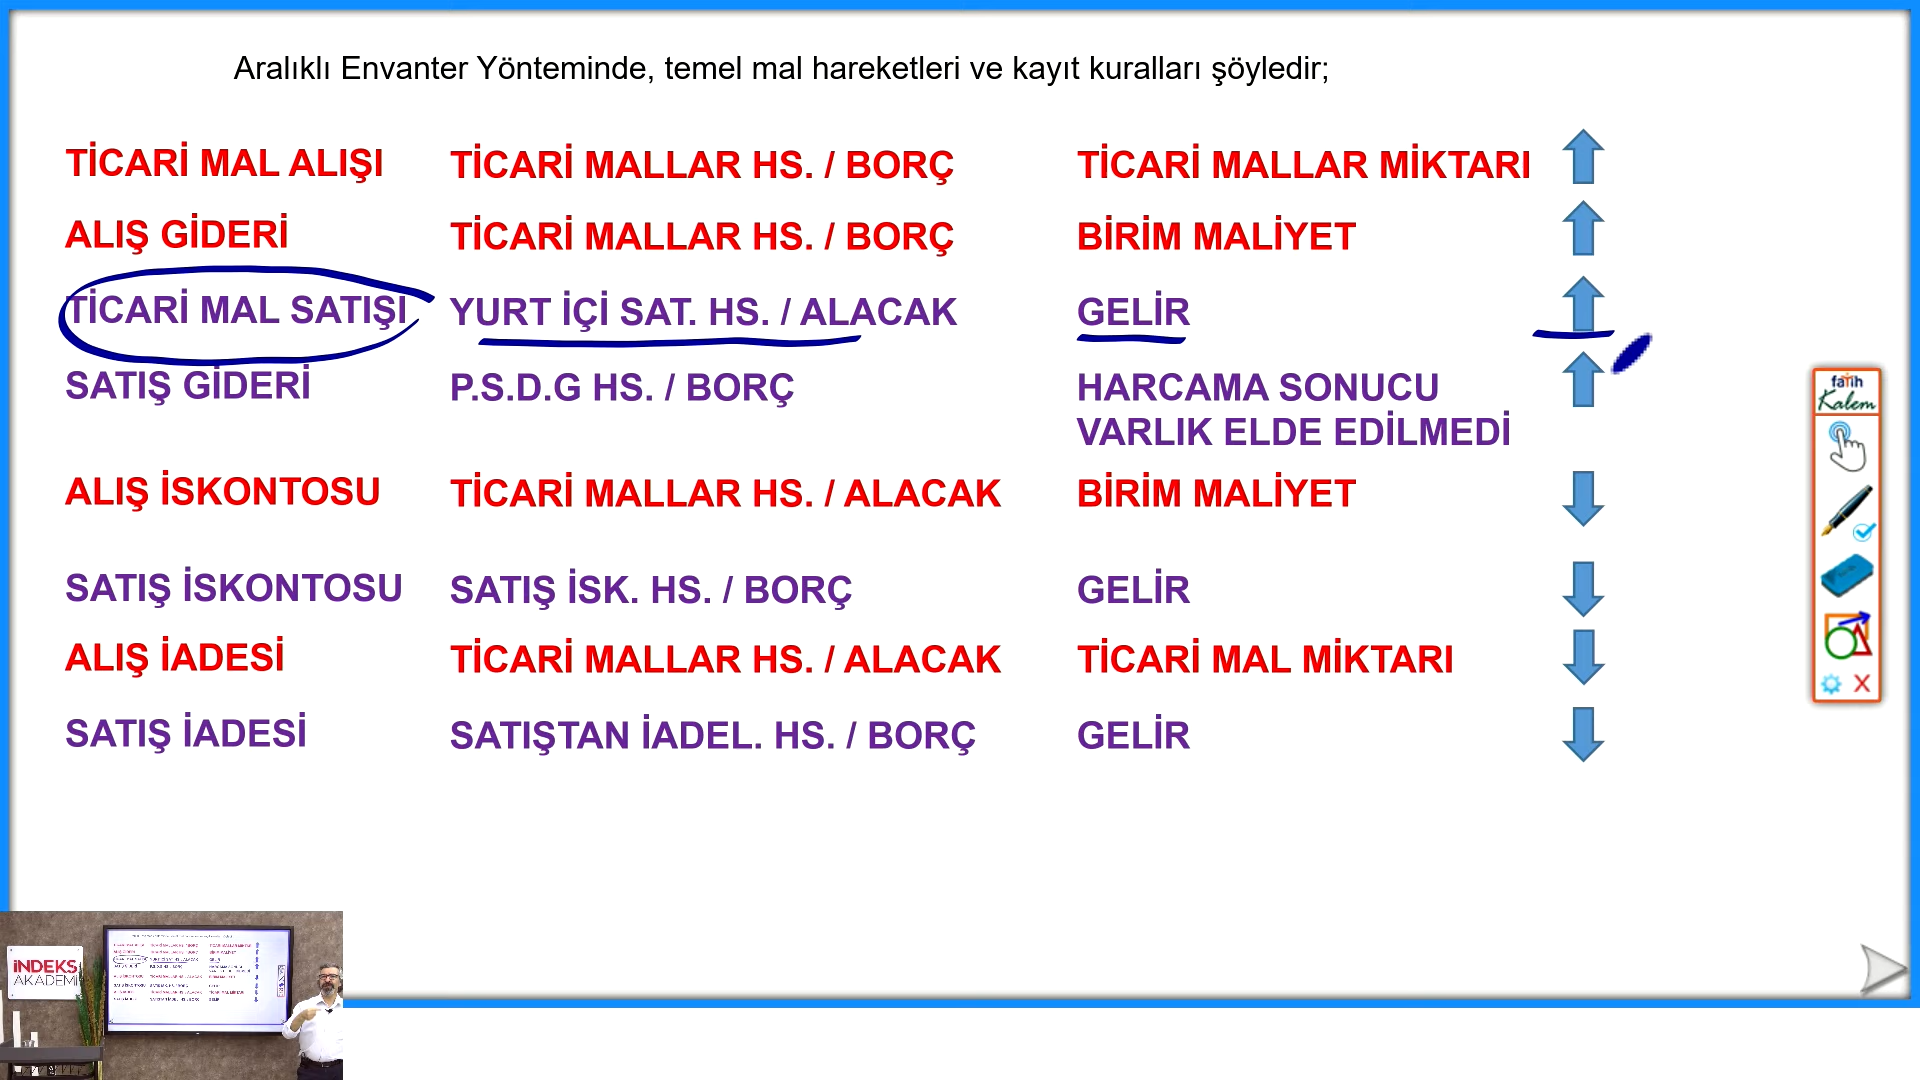 Aralıklı Envanter Yönteminde, temel mal hareketleri ve kayıt kuralları şöyledir;
TİCARİ MAL ALIŞI TİCARİ MALLAR HS. / BORÇ TİCARİ MALLAR MİKTARI
ALIŞ GİDERİ TİCARİ MALLAR HS. / BORÇ BİRİM MALİYET
TİCARİ MAL SATIŞI YURT İÇİ SAT. HS. / ALACAK GELİR
SATIŞ GİDERİ P.S.D.G HS. / BORÇ HARCAMA SONUCU
VARLIK ELDE EDİLMEDİ
ALIŞ İSKONTOSU TİCARİ MALLAR HS. / ALACAK BİRİM MALİYET
SATIŞ İSKONTOSU SATIŞ İSK. HS. / BORÇ GELİR
ALIŞ İADESİ TİCARİ MALLAR HS. / ALACAK TİCARİ MAL MİKTARI
SATIŞ İADESİ SATIŞTAN İADEL. HS. / BORÇ GELİR
fatih
Kalem
X
İNDEKS
AKADEMİ